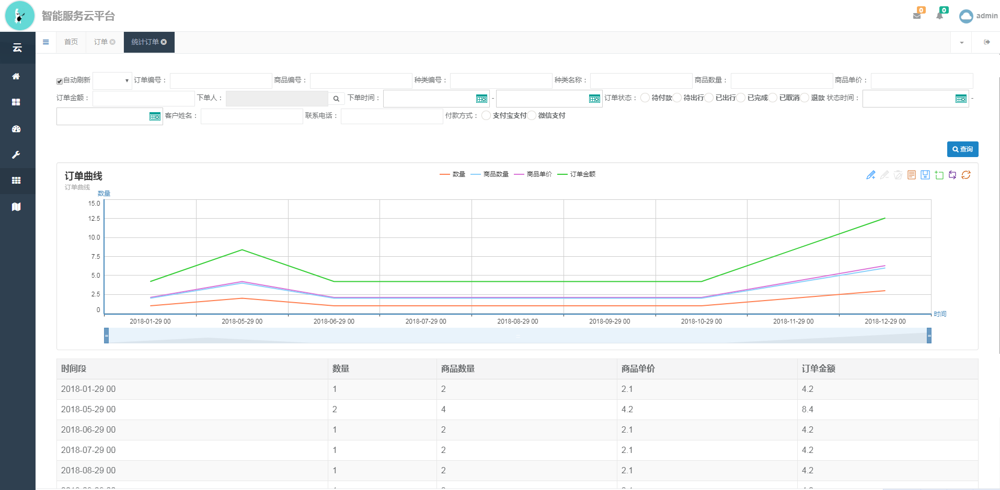 智能服务云平台
0
0
admin
云
首页 订单 统计订单
自动刷新 订单编号： 商品编号： 种类编号： 种类名称： 商品数量： 商品单价：
订单金额： 下单人： 下单时间： - 订单状态： 待付款 待出行 已出行 已完成 已取消 退款 状态时间： -
客户姓名： 联系电话： 付款方式： 支付宝支付 微信支付
查询
订单曲线
订单曲线
数量 商品数量 商品单价 订单金额
数量
15.0
12.5
10.0
7.5
5.0
2.5
0
2018-01-29 00 2018-05-29 00 2018-06-29 00 2018-07-29 00 2018-08-29 00 2018-09-29 00 2018-10-29 00 2018-11-29 00 2018-12-29 00
时间
时间段 数量 商品数量 商品单价 订单金额
2018-01-29 00 1 2 2.1 4.2
2018-05-29 00 2 4 4.2 8.4
2018-06-29 00 1 2 2.1 4.2
2018-07-29 00 1 2 2.1 4.2
2018-08-29 00 1 2 2.1 4.2